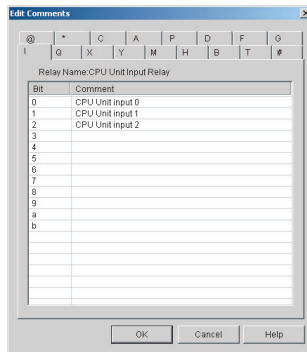 Edit Comments
@ * C A P D F G
I Q X Y M H B T #
Relay Name:CPU Unit Input Relay
Bit Comment
0 CPU Unit input 0
1 CPU Unit input 1
2 CPU Unit input 2
3
4
5
6
7
8
9
a
b
OK Cancel Help